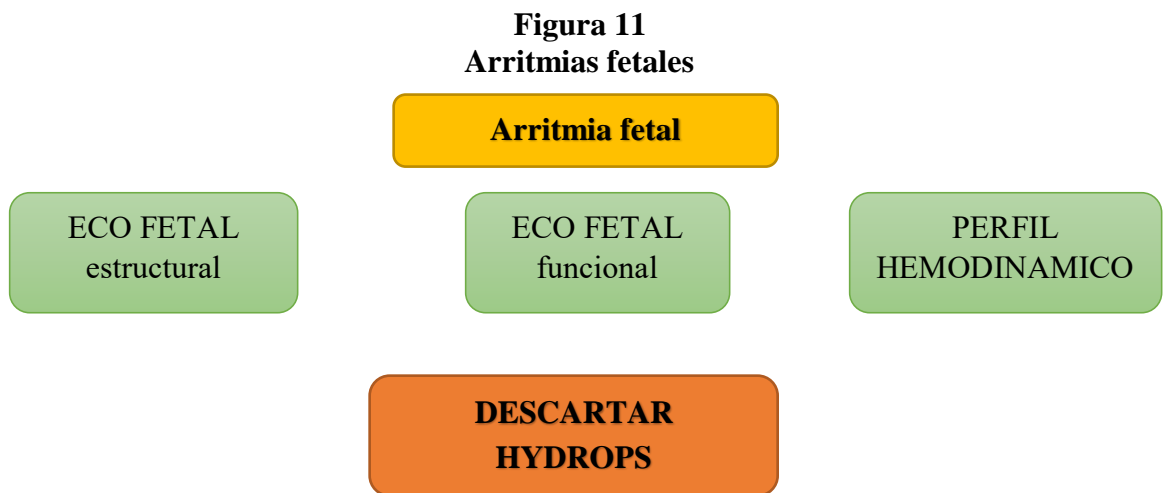 Figura 11
Arritmias fetales
Arritmia fetal
ECO FETAL
estructural
ECO FETAL
funcional
PERFIL
HEMODINAMICO
DESCARTAR
HYDROPS